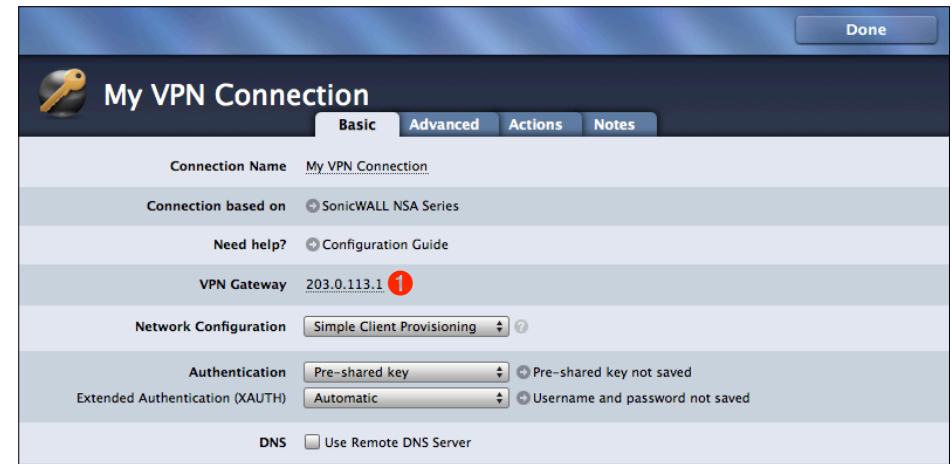 Done
My VPN Connection
Basic Advanced Actions Notes
Connection Name My VPN Connection
Connection based on SonicWALL NSA Series
Need help? Configuration Guide
VPN Gateway 203.0.113.1 1
Network Configuration Simple Client Provisioning ?
Authentication Pre-shared key Pre-shared key not saved
Extended Authentication (XAUTH) Automatic Username and password not saved
DNS Use Remote DNS Server